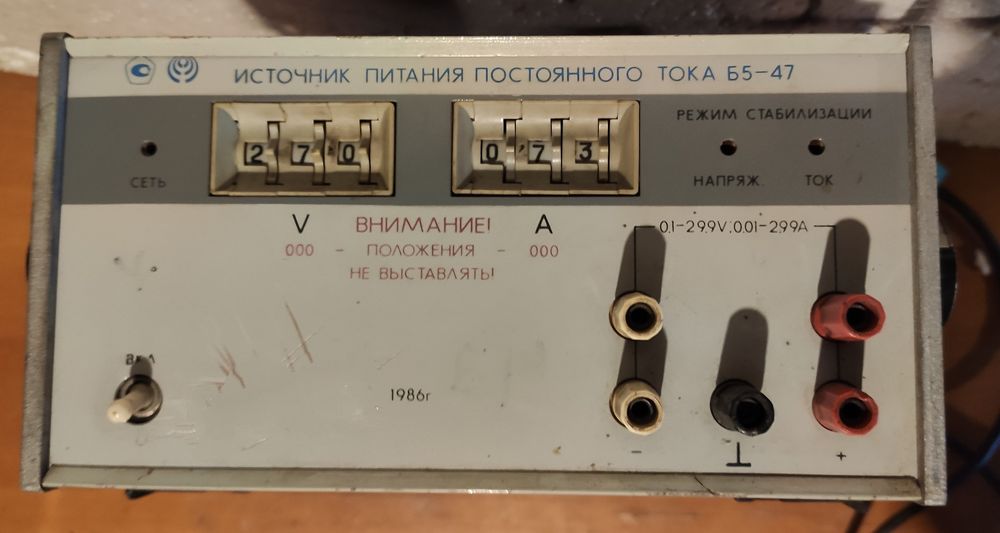 ИСТОЧНИК ПИТАНИЯ ПОСТОЯННОГО ТОКА Б5-47
РЕЖИМ СТАБИЛИЗАЦИИ
2 7.0
0,7 3
СЕТЬ
НАПРЯЖ.
ТОК
V
ВНИМАНИЕ!
A
000 - ПОЛОЖЕНИЯ - 000
НЕ ВЫСТАВЛЯТЬ!
0,1-29,9V; 0,01-2,99A
1986г
-
⊥
+